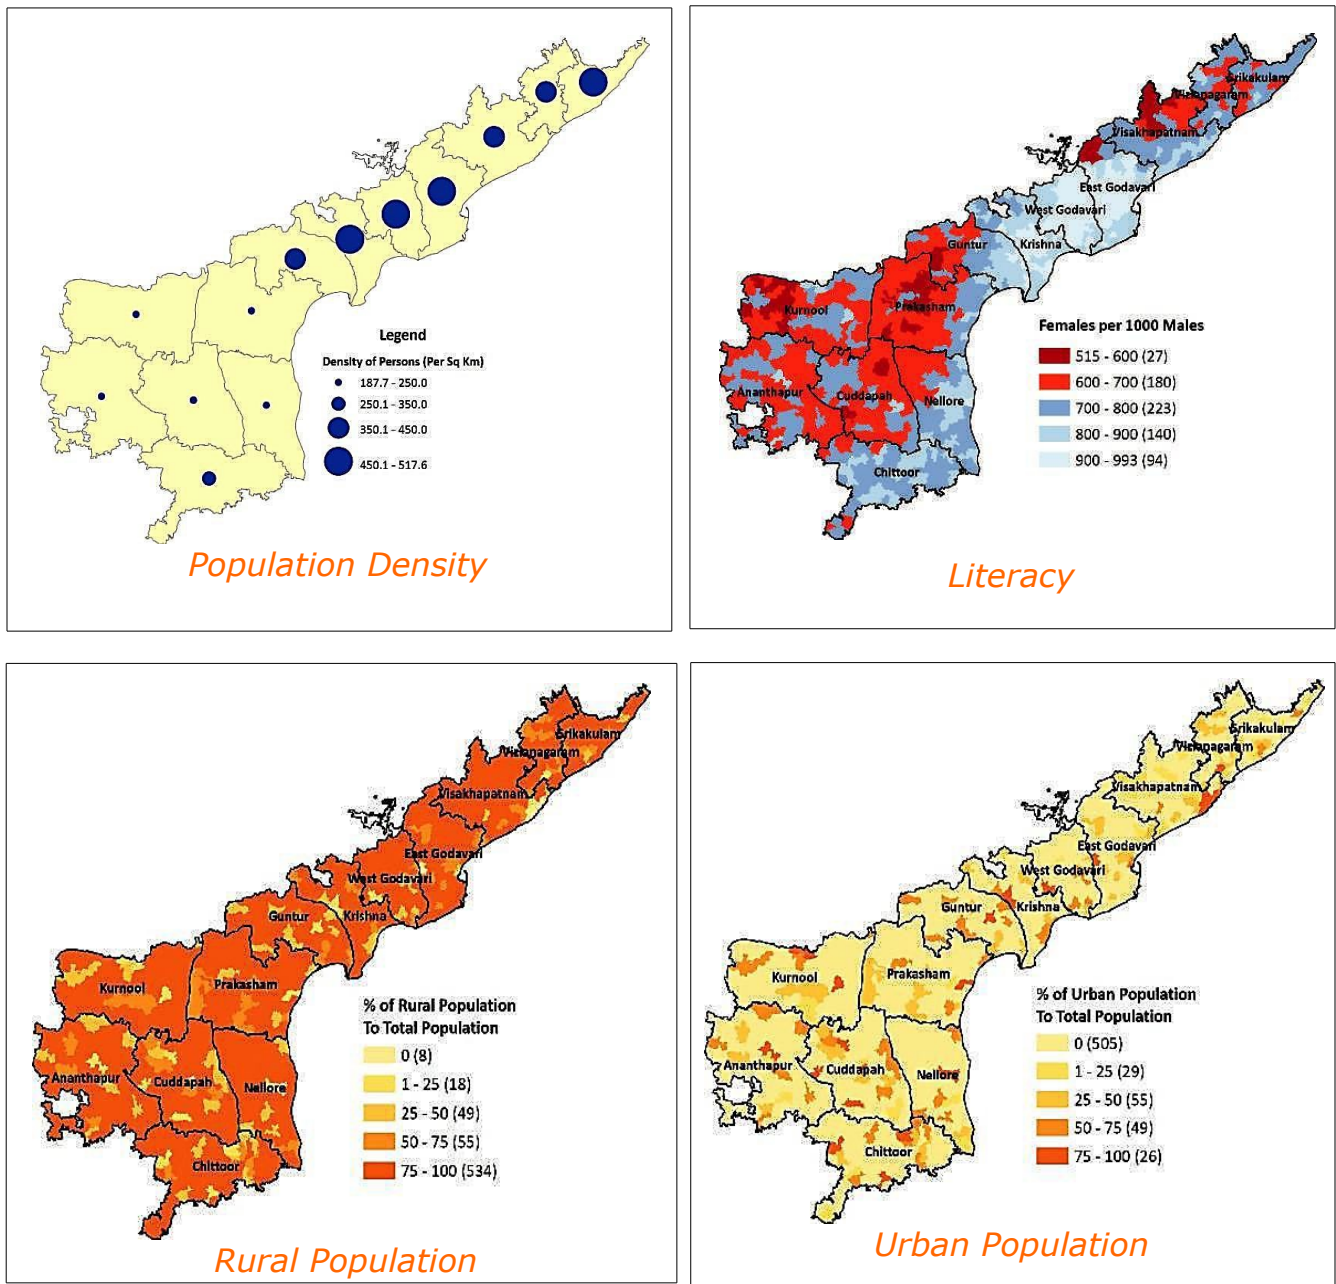 Legend
Density of Persons (Per Sq Km)
187.7 - 250.0
250.1 - 350.0
350.1 - 450.0
450.1 - 517.6
Population Density
Srikakulam
Vizianagaram
Visakhapatnam
East Godavari
West Godavari
Krishna
Guntur
Prakasham
Kurnool
Ananthapur
Cuddapah
Nellore
Chittoor
Females per 1000 Males
515 - 600 (27)
600 - 700 (180)
700 - 800 (223)
800 - 900 (140)
900 - 993 (94)
Literacy
Srikakulam
Vizianagaram
Visakhapatnam
East Godavari
West Godavari
Krishna
Guntur
Prakasham
Kurnool
Ananthapur
Cuddapah
Nellore
Chittoor
% of Rural Population
To Total Population
0 (8)
1 - 25 (18)
25 - 50 (49)
50 - 75 (55)
75 - 100 (534)
Rural Population
Srikakulam
Vizianagaram
Visakhapatnam
East Godavari
West Godavari
Krishna
Guntur
Prakasham
Kurnool
Ananthapur
Cuddapah
Nellore
Chittoor
% of Urban Population
To Total Population
0 (505)
1 - 25 (29)
25 - 50 (55)
50 - 75 (49)
75 - 100 (26)
Urban Population